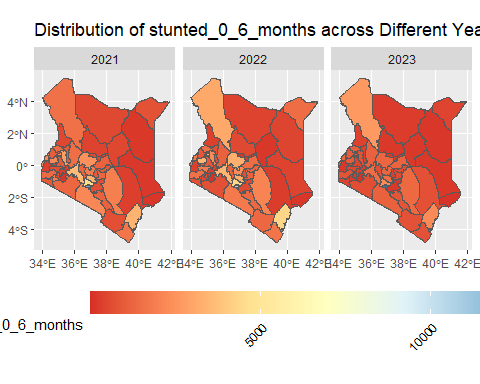 Distribution of stunted_0_6_months across Different Yea
2021 2022 2023
4°N
2°N
0°
2°S
4°S
34°E 36°E 38°E 40°E 42°E 34°E 36°E 38°E 40°E 42°E 34°E 36°E 38°E 40°E 42°E
_0_6_months
5000 10000